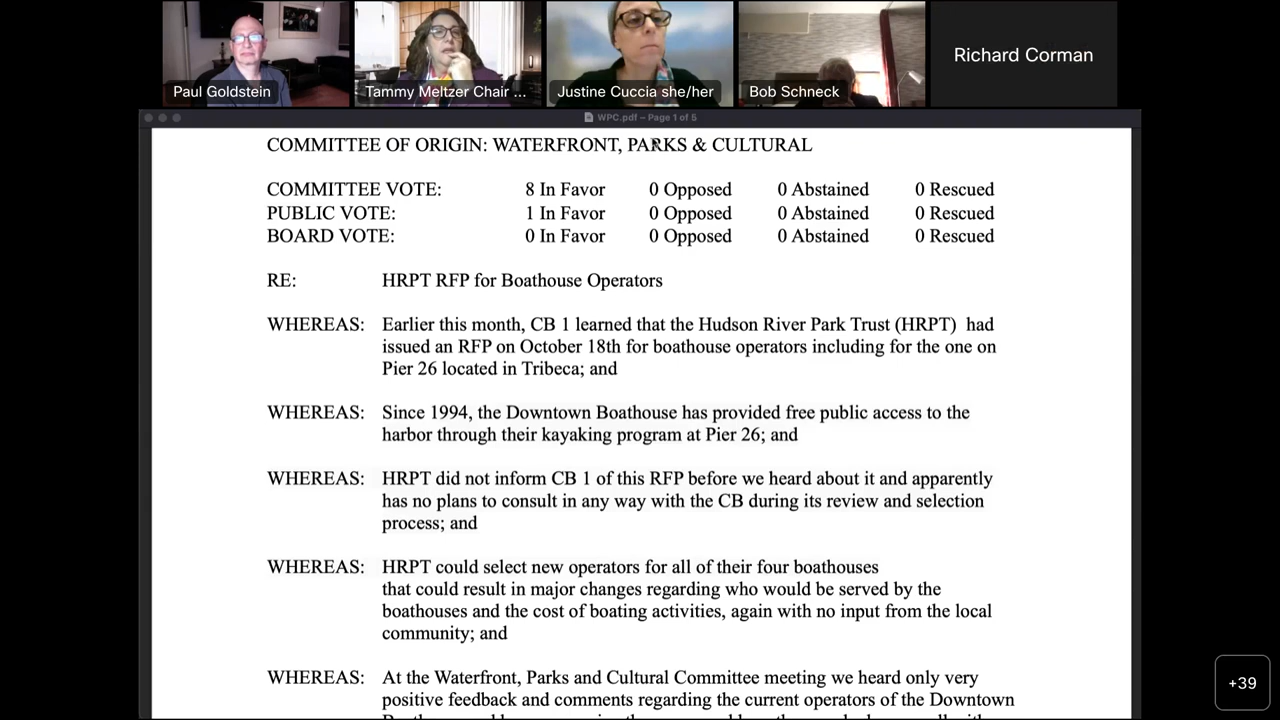 Paul Goldstein
Tammy Meltzer Chair ...
Justine Cuccia she/her
Bob Schneck
Richard Corman
WPC.pdf – Page 1 of 5
COMMITTEE OF ORIGIN: WATERFRONT, PARKS & CULTURAL
COMMITTEE VOTE: 8 In Favor 0 Opposed 0 Abstained 0 Rescued
PUBLIC VOTE: 1 In Favor 0 Opposed 0 Abstained 0 Rescued
BOARD VOTE: 0 In Favor 0 Opposed 0 Abstained 0 Rescued
RE: HRPT RFP for Boathouse Operators
WHEREAS: Earlier this month, CB 1 learned that the Hudson River Park Trust (HRPT) had
issued an RFP on October 18th for boathouse operators including for the one on
Pier 26 located in Tribeca; and
WHEREAS: Since 1994, the Downtown Boathouse has provided free public access to the
harbor through their kayaking program at Pier 26; and
WHEREAS: HRPT did not inform CB 1 of this RFP before we heard about it and apparently
has no plans to consult in any way with the CB during its review and selection
process; and
WHEREAS: HRPT could select new operators for all of their four boathouses
that could result in major changes regarding who would be served by the
boathouses and the cost of boating activities, again with no input from the local
community; and
WHEREAS: At the Waterfront, Parks and Cultural Committee meeting we heard only very
positive feedback and comments regarding the current operators of the Downtown
+39